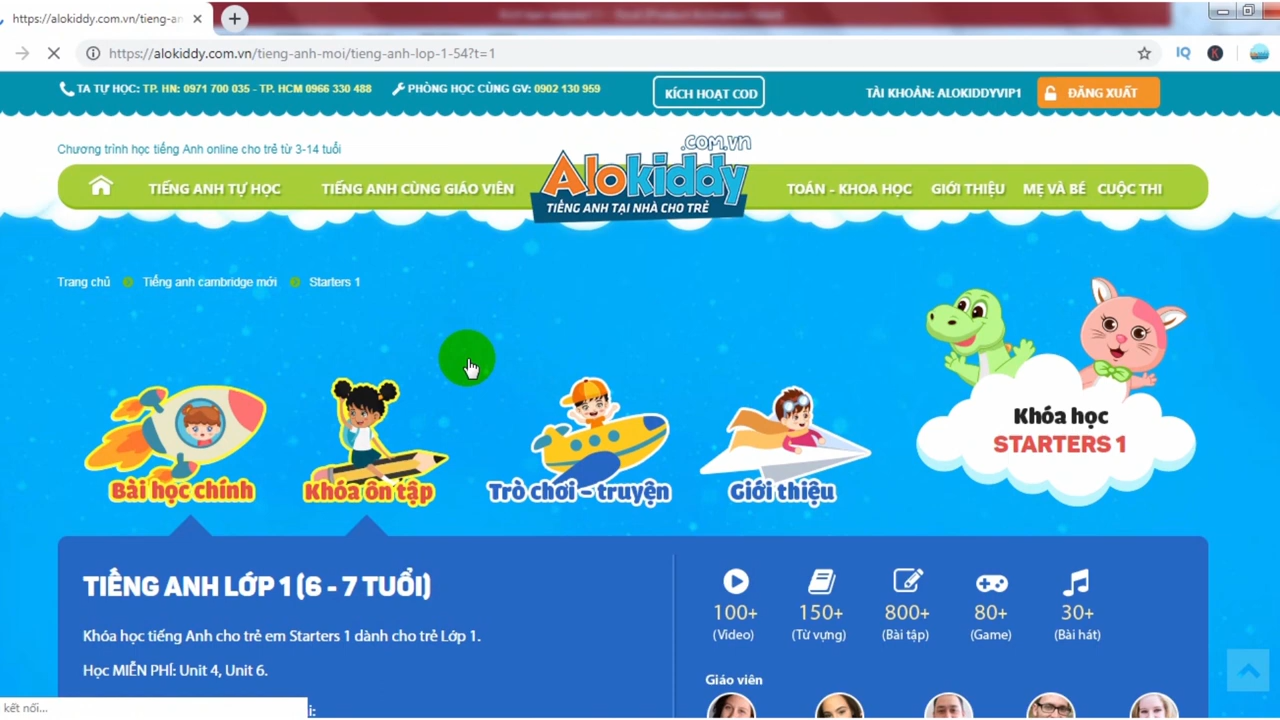 https://alokiddy.com.vn/tieng-an
https://alokiddy.com.vn/tieng-anh-moi/tieng-anh-lop-1-54?t=1
IQ
K
TA TỰ HỌC: TP. HN: 0971 700 035 - TP. HCM 0966 330 488
PHÒNG HỌC CÙNG GV: 0902 130 959
KÍCH HOẠT COD
TÀI KHOẢN: ALOKIDDYVIP1
ĐĂNG XUẤT
Chương trình học tiếng Anh online cho trẻ từ 3-14 tuổi
TIẾNG ANH TỰ HỌC
TIẾNG ANH CÙNG GIÁO VIÊN
.COM.VN
Alokiddy
TIẾNG ANH TẠI NHÀ CHO TRẺ
TOÁN - KHOA HỌC
GIỚI THIỆU
MẸ VÀ BÉ
CUỘC THI
Trang chủ
Tiếng anh cambridge mới
Starters 1
Khóa học
STARTERS 1
Bài học chính
Khóa ôn tập
Trò chơi - truyện
Giới thiệu
TIẾNG ANH LỚP 1 (6 - 7 TUỔI)
Khóa học tiếng Anh cho trẻ em Starters 1 dành cho trẻ Lớp 1.
Học MIỄN PHÍ: Unit 4, Unit 6.
100+
150+
800+
80+
30+
(Video)
(Từ vựng)
(Bài tập)
(Game)
(Bài hát)
Giáo viên
kết nối...
i: